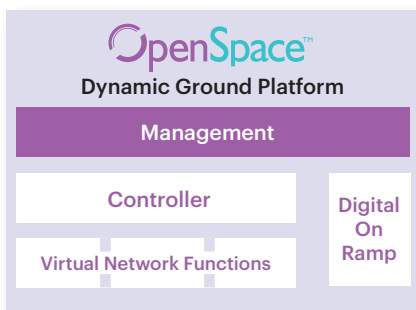 OpenSpace™
Dynamic Ground Platform
Management
Controller
Virtual Network Functions
Digital
On
Ramp